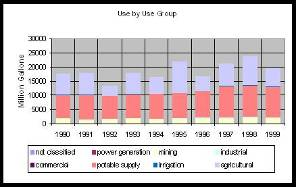 Use by Use Group
Million Gallons
30000
25000
20000
15000
10000
5000
0
1990 1991 1992 1993 1994 1995 1996 1997 1998 1999
not classified power generation mining industrial
commercial potable supply irrigation agricultural